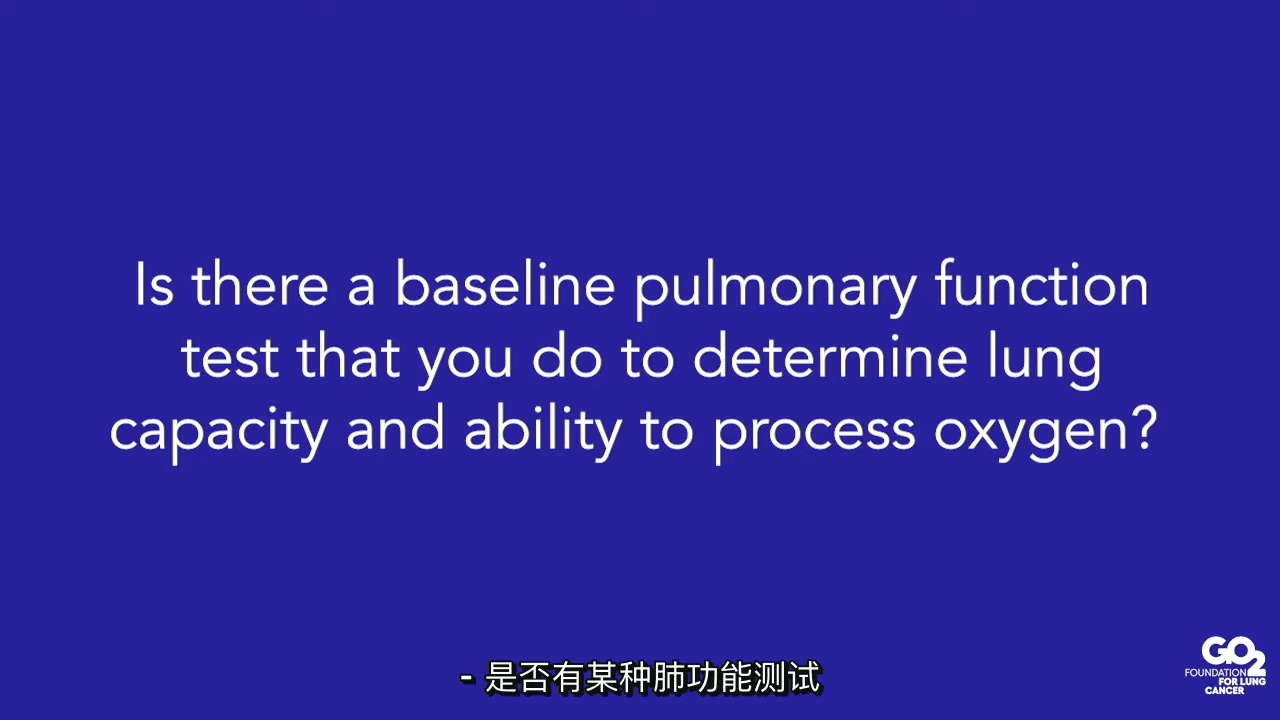 Is there a baseline pulmonary function
test that you do to determine lung
capacity and ability to process oxygen?
- 是否有某种肺功能测试
GO2
FOUNDATION
FOR LUNG
CANCER